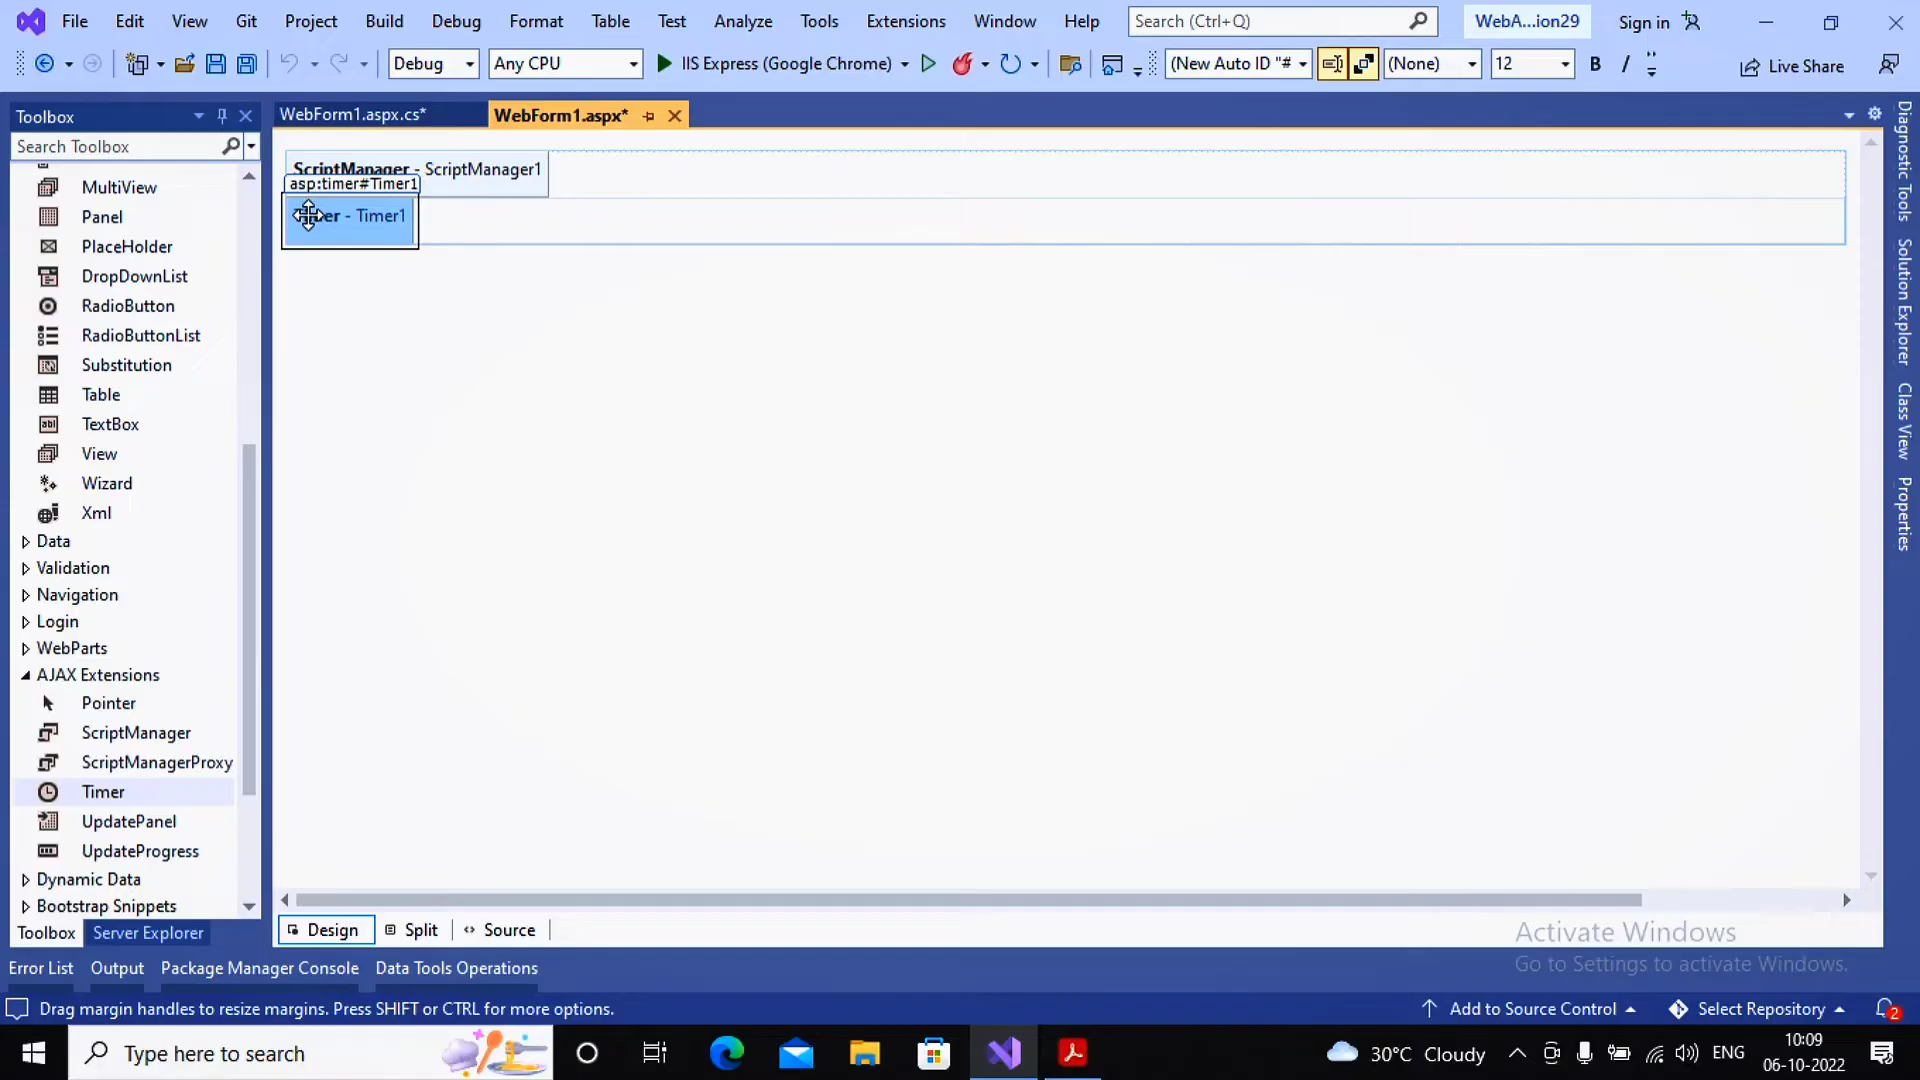 File Edit View Git Project Build Debug Format Table Test Analyze Tools Extensions Window Help Search (Ctrl+Q) WebA...ion29 Sign in
Debug Any CPU IIS Express (Google Chrome) (New Auto ID "# (None) 12 B I Live Share
Toolbox
WebForm1.aspx.cs* WebForm1.aspx*
Search Toolbox
ScriptManager - ScriptManager1
asp:timer#Timer1
- Timer1
MultiView
Panel
PlaceHolder
DropDownList
RadioButton
RadioButtonList
Substitution
Table
TextBox
View
Wizard
Xml
Data
Validation
Navigation
Login
WebParts
AJAX Extensions
Pointer
ScriptManager
ScriptManagerProxy
Timer
UpdatePanel
UpdateProgress
Dynamic Data
Bootstrap Snippets
Toolbox Server Explorer
Design Split Source
Diagnostic Tools
Solution Explorer
Class View
Properties
Activate Windows
Go to Settings to activate Windows.
Error List Output Package Manager Console Data Tools Operations
Drag margin handles to resize margins. Press SHIFT or CTRL for more options. Add to Source Control Select Repository 2
Type here to search 30°C Cloudy ENG 10:09
06-10-2022